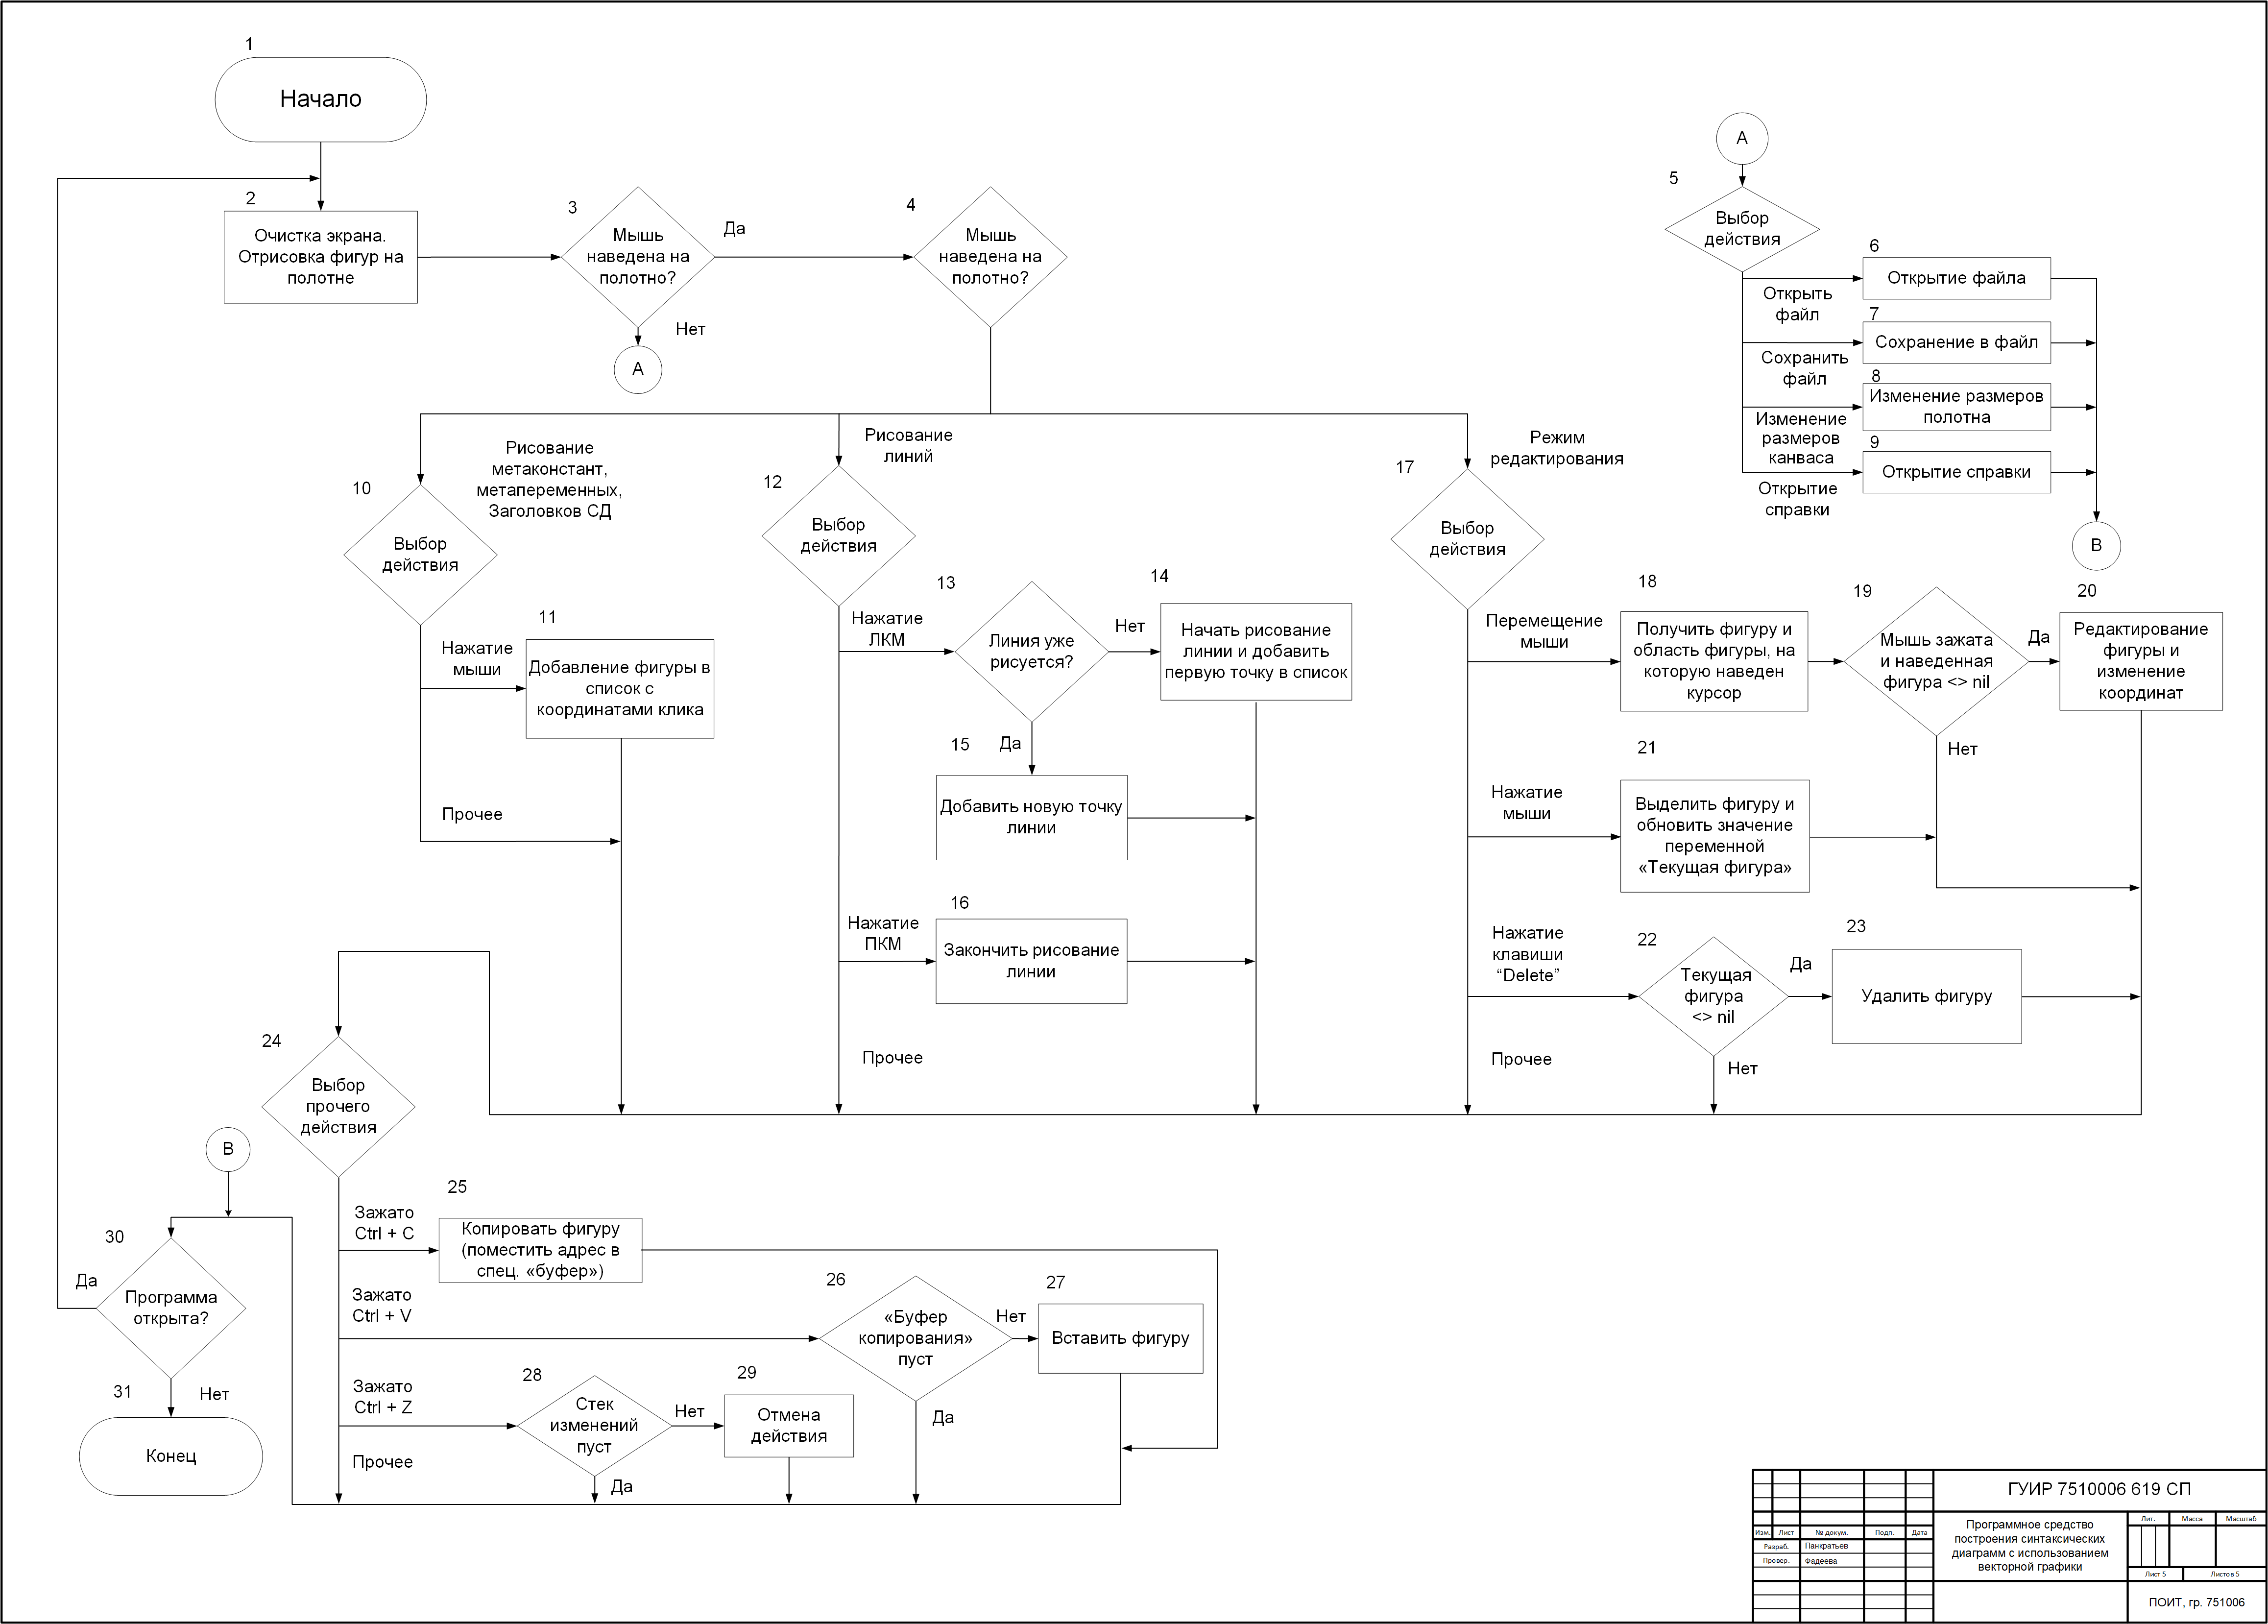 1
Начало
2
Очистка экрана.
Отрисовка фигур на
полотне
3
Мышь
наведена на
полотно?
Да
Нет
A
4
Мышь
наведена на
полотно?
A
5
Выбор
действия
6
Открытие файла
Открыть
файл
7
Сохранение в файл
Сохранить
файл
8
Изменение размеров
полотна
Изменение
размеров
канваса
9
Открытие справки
Открытие
справки
B
Рисование
метаконстант,
метапеременных,
Заголовков СД
10
Выбор
действия
11
Нажатие
мыши
Добавление фигуры в
список с
координатами клика
Прочее
Рисование
линий
12
Выбор
действия
Нажатие
ЛКМ
13
Линия уже
рисуется?
Нет
14
Начать рисование
линии и добавить
первую точку в список
Да
15
Добавить новую точку
линии
Нажатие
ПКМ
16
Закончить рисование
линии
Прочее
Режим
редактирования
17
Выбор
действия
Перемещение
мыши
18
Получить фигуру и
область фигуры, на
которую наведен
курсор
19
Мышь зажата
и наведенная
фигура <> nil
Да
Нет
20
Редактирование
фигуры и
изменение
координат
Нажатие
мыши
21
Выделить фигуру и
обновить значение
переменной
«Текущая фигура»
Нажатие
клавиши
“Delete”
22
Текущая
фигура
<> nil
Да
Нет
23
Удалить фигуру
Прочее
24
Выбор
прочего
действия
B
Зажато
Ctrl + C
25
Копировать фигуру
(поместить адрес в
спец. «буфер»)
Зажато
Ctrl + V
26
«Буфер
копирования»
пуст
Нет
Да
27
Вставить фигуру
Зажато
Ctrl + Z
28
Стек
изменений
пуст
Нет
Да
29
Отмена
действия
Прочее
30
Программа
открыта?
Да
Нет
31
Конец
ГУИР 7510006 619 СП
Изм. Лист № докум. Подп. Дата
Разраб. Панкратьев
Провер. Фадеева
Программное средство
построения синтаксических
диаграмм с использованием
векторной графики
Лит. Масса Масштаб
Лист 5 Листов 5
ПОИТ, гр. 751006